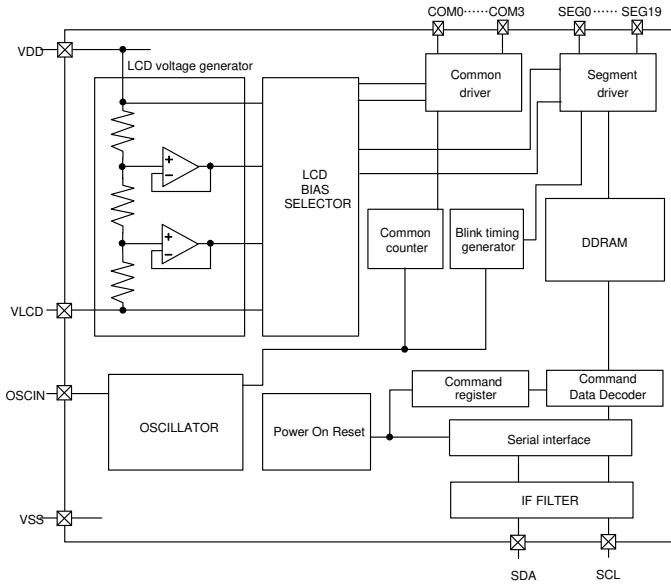 COM0……COM3
SEG0…… SEG19
VDD
LCD voltage generator
Common
driver
Segment
driver
+
−
LCD
BIAS
SELECTOR
Common
counter
Blink timing
generator
DDRAM
+
−
VLCD
OSCIN
OSCILLATOR
Power On Reset
Command
register
Command
Data Decoder
Serial interface
IF FILTER
VSS
SDA
SCL